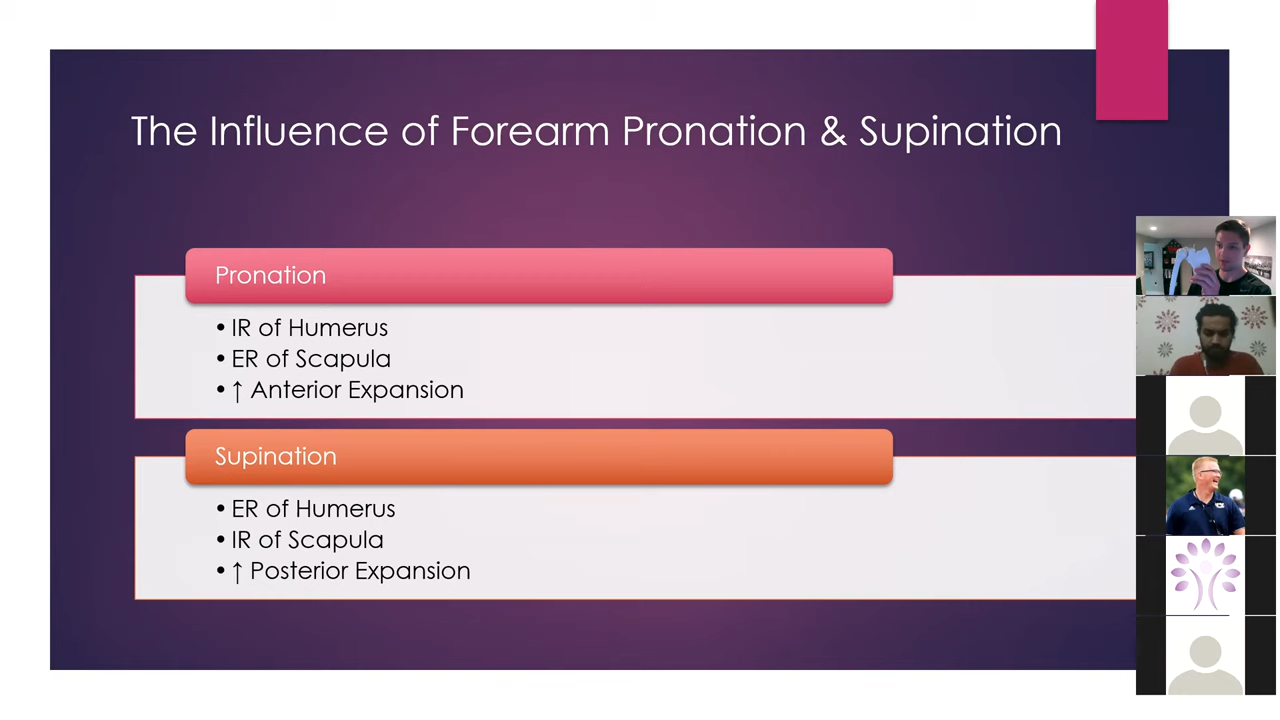 The Influence of Forearm Pronation & Supination
Pronation
• IR of Humerus
• ER of Scapula
• ↑ Anterior Expansion
Supination
• ER of Humerus
• IR of Scapula
• ↑ Posterior Expansion